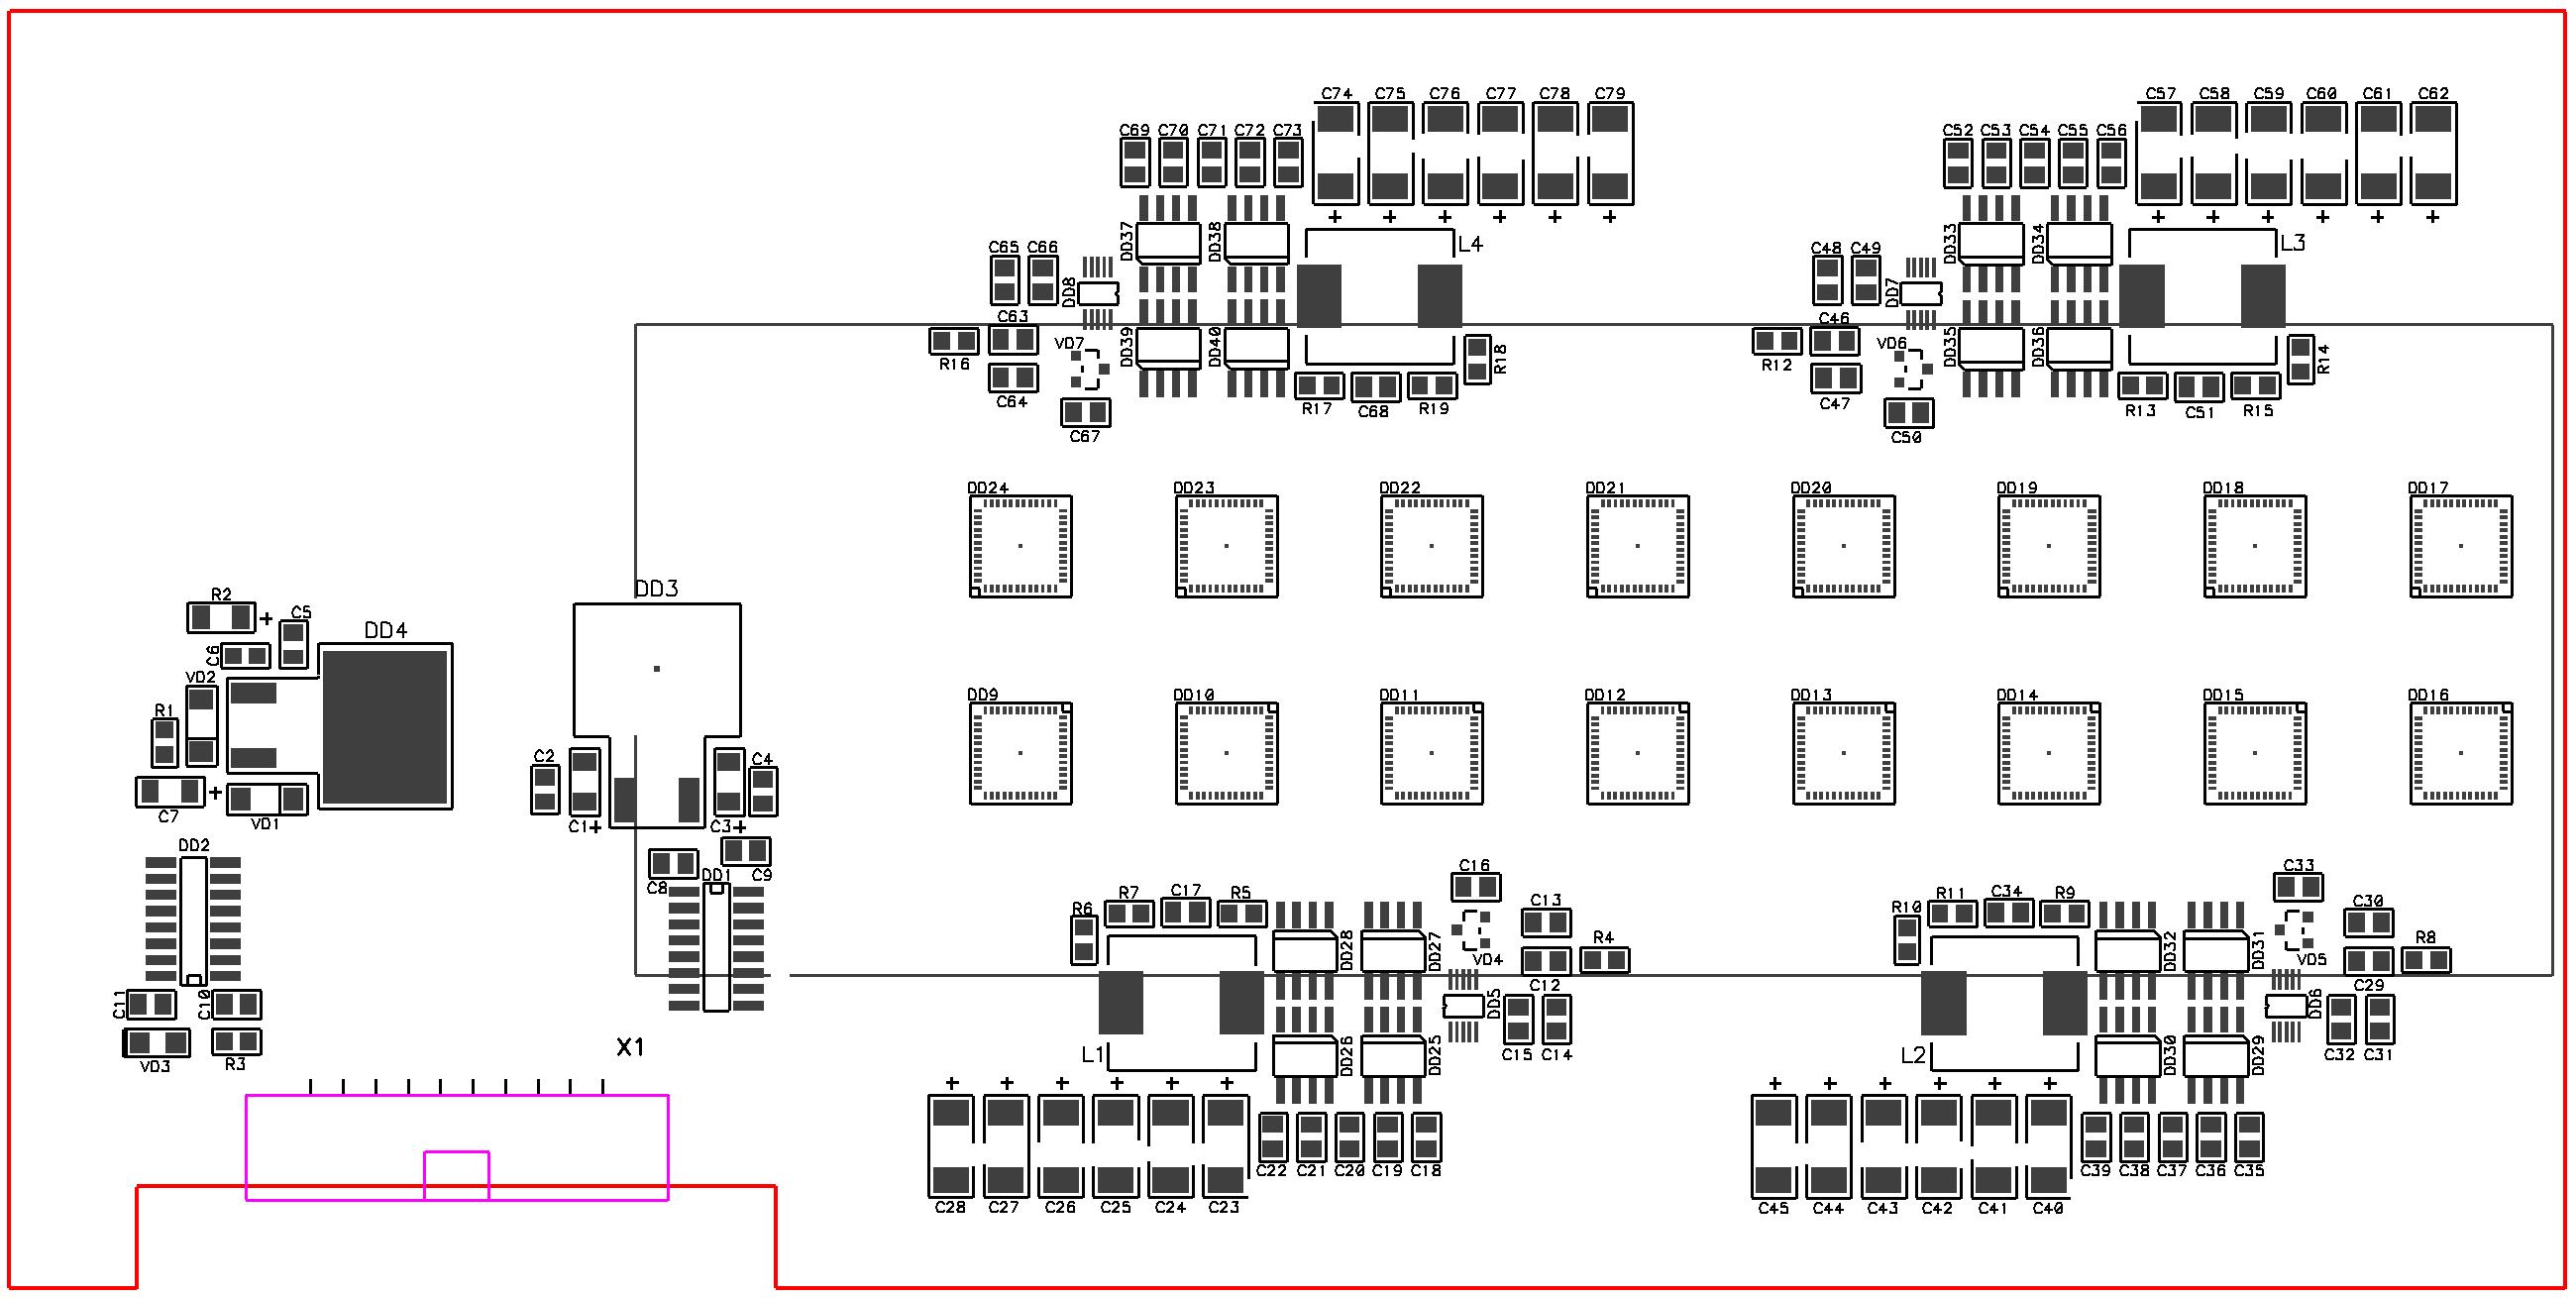 C74 C75 C76 C77 C78 C79 C57 C58 C59 C60 C61 C62
C69 C70 C71 C72 C73 C52 C53 C54 C55 C56
+ + + + + + + + + + + +
DD37 DD38 L4 DD33 DD34 L3
C65 C66 DD8 C48 C49 DD7
C63 C46
VD7 DD39 DD40 R18 VD6 DD35 DD36 R14
R16 R12
C64 R17 C68 R19 C47 R13 C51 R15
C67 C50
DD24 DD23 DD22 DD21 DD20 DD19 DD18 DD17
DD3
R2
+ C5
DD4
C6
VD2
DD9 DD10 DD11 DD12 DD13 DD14 DD15 DD16
R1
C2 C4
+
C7 VD1 C1+ C3+
DD2
C16 C33
DD1 C9
C8
R7 C17 R5 R11 C34 R9
R6 C13 R10 C30
DD28 DD27 R4 DD32 DD31 R8
VD4 VD5
C12 C29
C11 C10 DD5 DD6
X1
L1 DD26 DD25 C15 C14 L2 DD30 DD29 C32 C31
VD3 R3
+ + + + + + + + + + + +
C22 C21 C20 C19 C18 C39 C38 C37 C36 C35
C28 C27 C26 C25 C24 C23 C45 C44 C43 C42 C41 C40